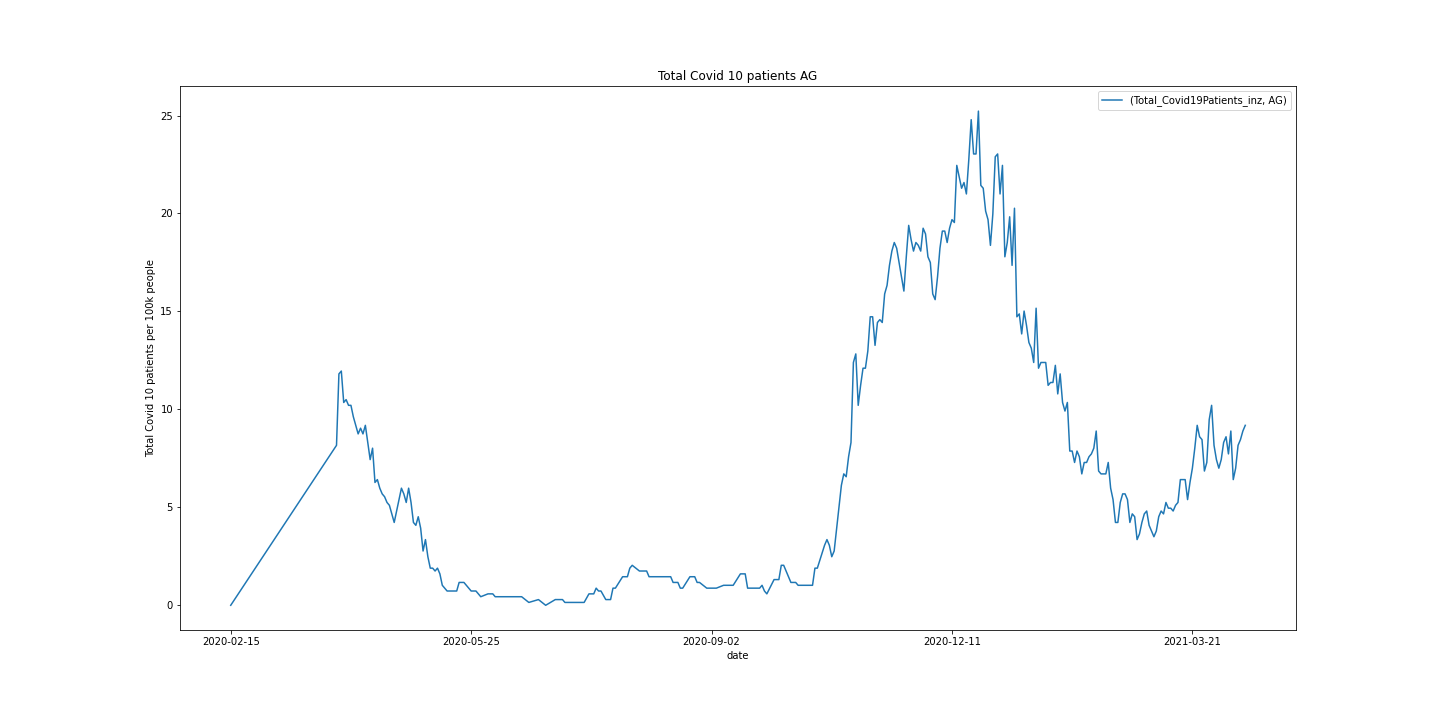 Total Covid 10 patients AG
(Total_Covid19Patients_inz, AG)
Total Covid 10 patients per 100k people
25
20
15
10
5
0
2020-02-15
2020-05-25
2020-09-02
2020-12-11
2021-03-21
date